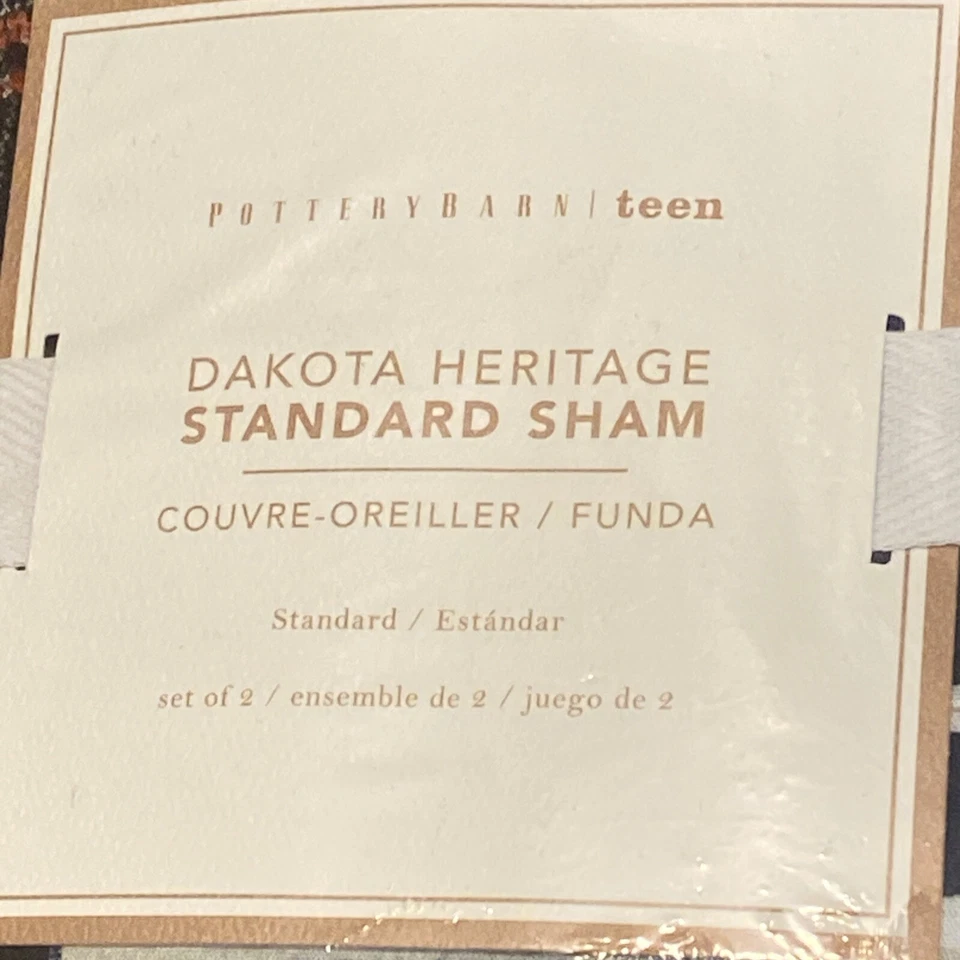 POTTERYBARN | teen
DAKOTA HERITAGE
STANDARD SHAM
COUVRE-OREILLER / FUNDA
Standard / Estándar
set of 2 / ensemble de 2 / juego de 2